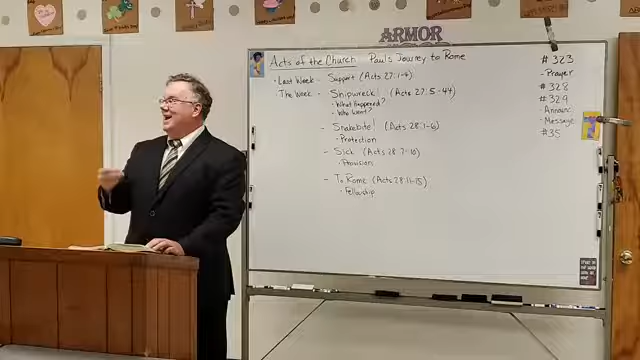 ARMOR
Acts of the Church Paul's Journey to Rome
· Last Week - Support (Acts 27:1-4)
The Week - Shipwreck! (Acts 27:5-44)
· What Happened?
· Who Went?
- Snakebite! (Acts 28:1-6)
· Protection
- Sick (Acts 28:7-10)
· Provision
- To Rome (Acts 28:11-15)
· Fellowship
#323
- Prayer
#328
#329
- Announc.
- Message
#35